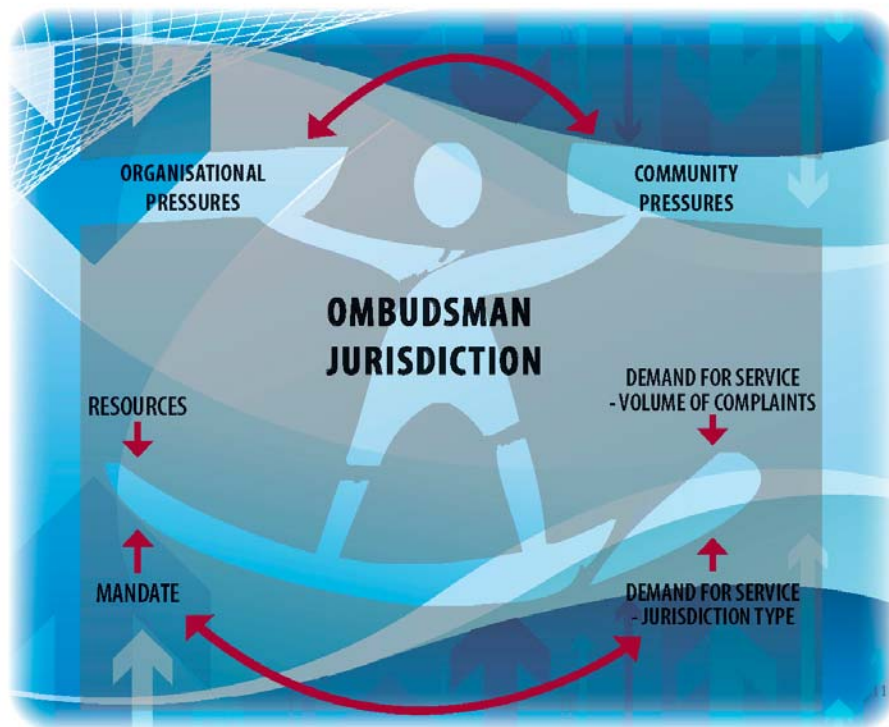 ORGANISATIONAL
PRESSURES
COMMUNITY
PRESSURES
OMBUDSMAN
JURISDICTION
RESOURCES
DEMAND FOR SERVICE
- VOLUME OF COMPLAINTS
MANDATE
DEMAND FOR SERVICE
- JURISDICTION TYPE